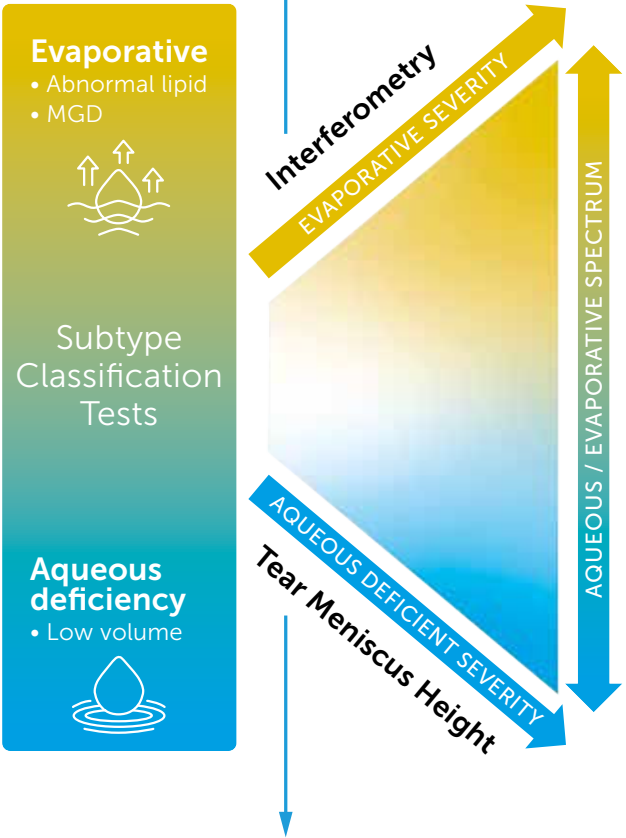 Evaporative
• Abnormal lipid
• MGD
Subtype
Classification
Tests
Aqueous
deficiency
• Low volume
Interferometry
EVAPORATIVE SEVERITY
AQUEOUS DEFICIENT SEVERITY
Tear Meniscus Height
AQUEOUS / EVAPORATIVE SPECTRUM